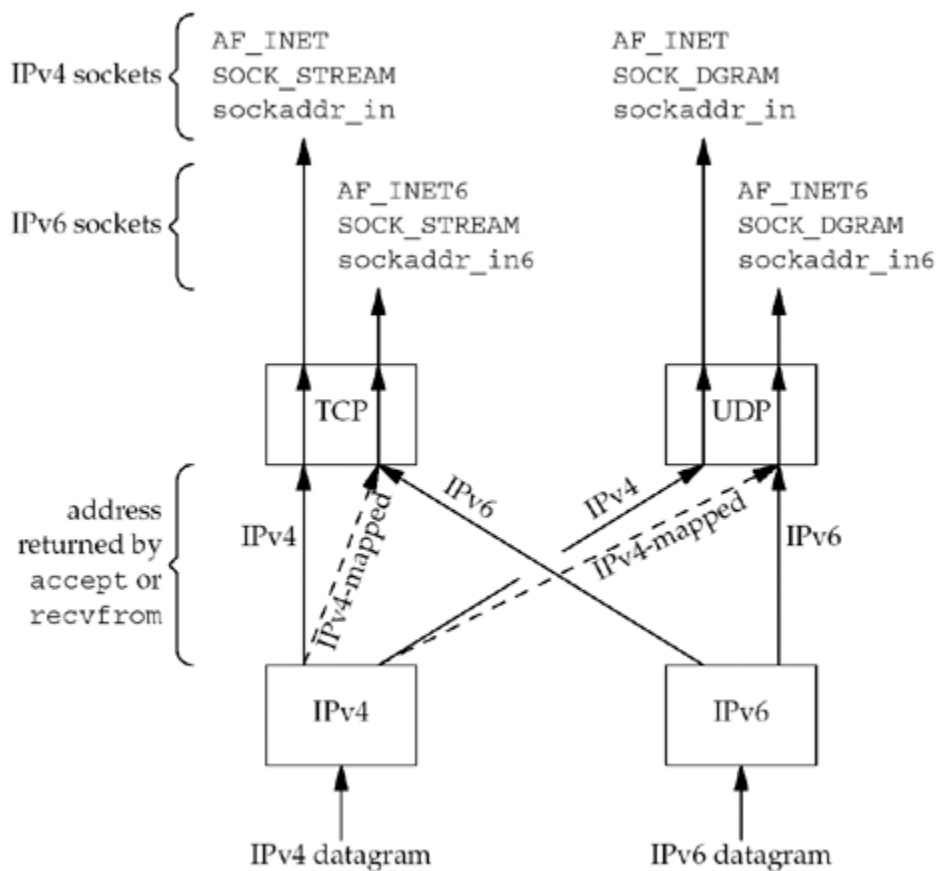 IPv4 sockets
AF_INET
SOCK_STREAM
sockaddr_in
AF_INET
SOCK_DGRAM
sockaddr_in
IPv6 sockets
AF_INET6
SOCK_STREAM
sockaddr_in6
AF_INET6
SOCK_DGRAM
sockaddr_in6
TCP
UDP
address
returned by
accept or
recvfrom
IPv4
IPv4-mapped
IPv6
IPv4
IPv4-mapped
IPv6
IPv4
IPv6
IPv4 datagram
IPv6 datagram